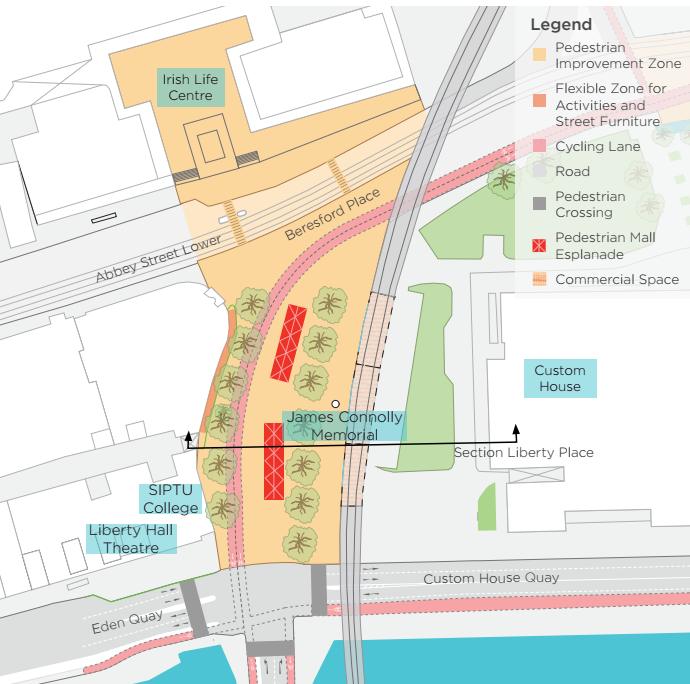 Legend
Pedestrian
Improvement Zone
Flexible Zone for
Activities and
Street Furniture
Cycling Lane
Road
Pedestrian
Crossing
Pedestrian Mall
Esplanade
Commercial Space
Irish Life
Centre
Beresford Place
Abbey Street Lower
Custom
House
James Connolly
Memorial
Section Liberty Place
SIPTU
College
Liberty Hall
Theatre
Custom House Quay
Eden Quay